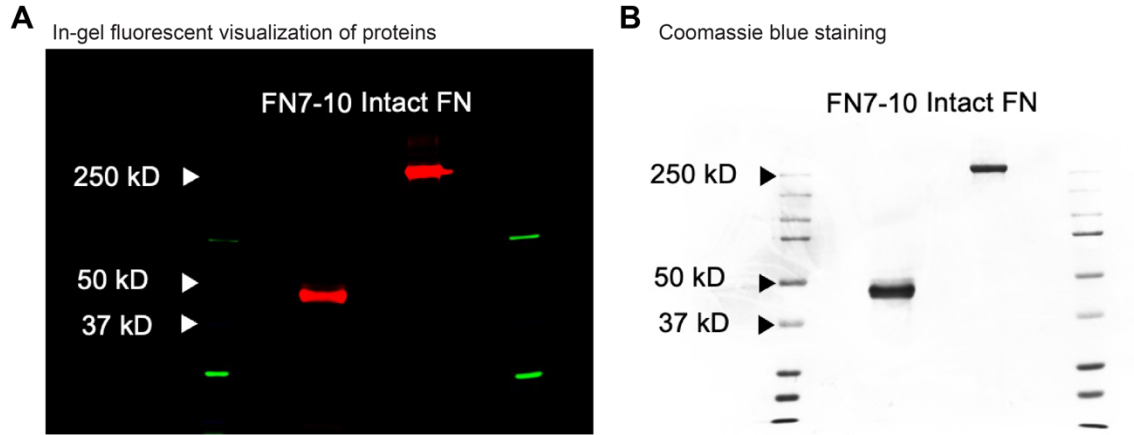 A In-gel fluorescent visualization of proteins
FN7-10 Intact FN
250 kD
50 kD
37 kD
B Coomassie blue staining
FN7-10 Intact FN
250 kD
50 kD
37 kD